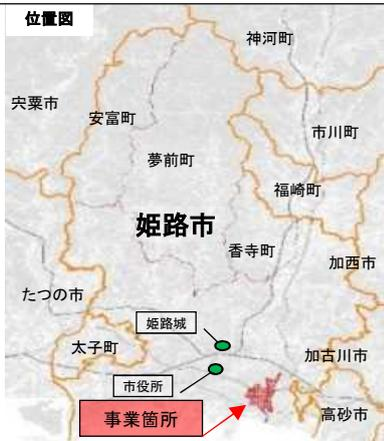 位置図
神河町
宍粟市
安富町
市川町
夢前町
福崎町
姫路市
香寺町
加西市
たつの市
姫路城
太子町
加古川市
市役所
事業箇所
高砂市